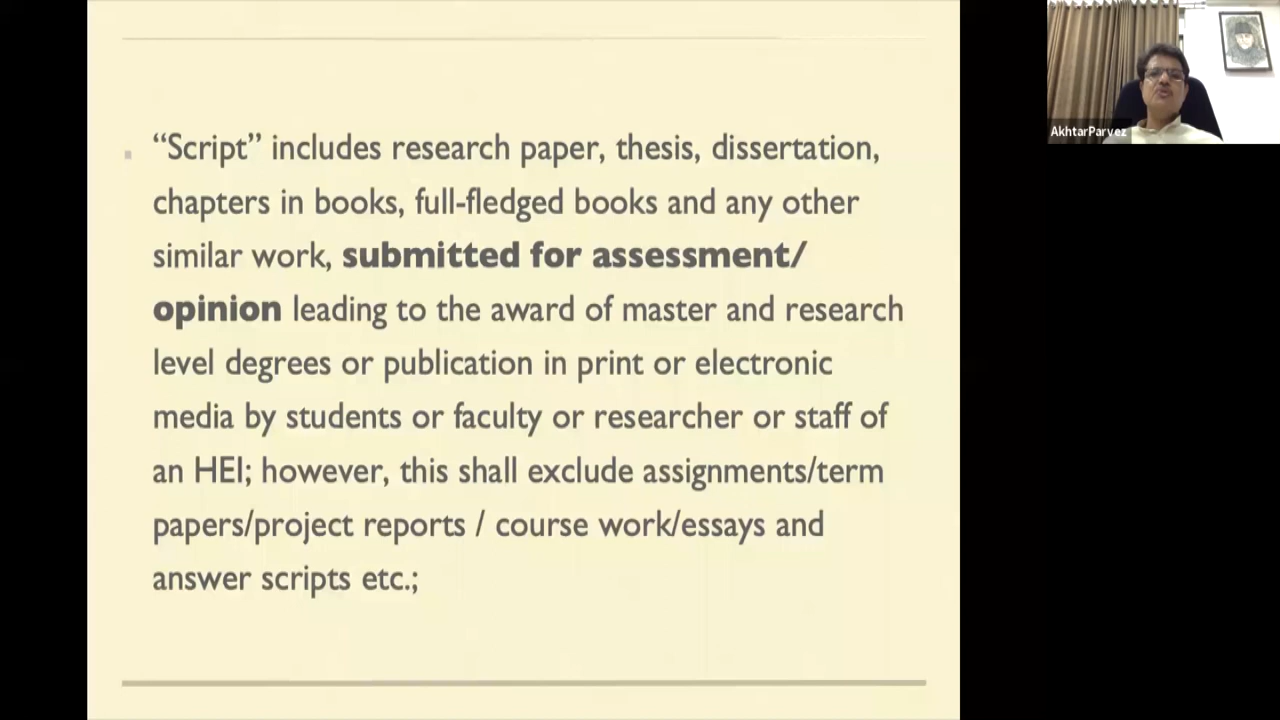 “Script” includes research paper, thesis, dissertation,
chapters in books, full-fledged books and any other
similar work, submitted for assessment/
opinion leading to the award of master and research
level degrees or publication in print or electronic
media by students or faculty or researcher or staff of
an HEI; however, this shall exclude assignments/term
papers/project reports / course work/essays and
answer scripts etc.;
AkhtarParvez